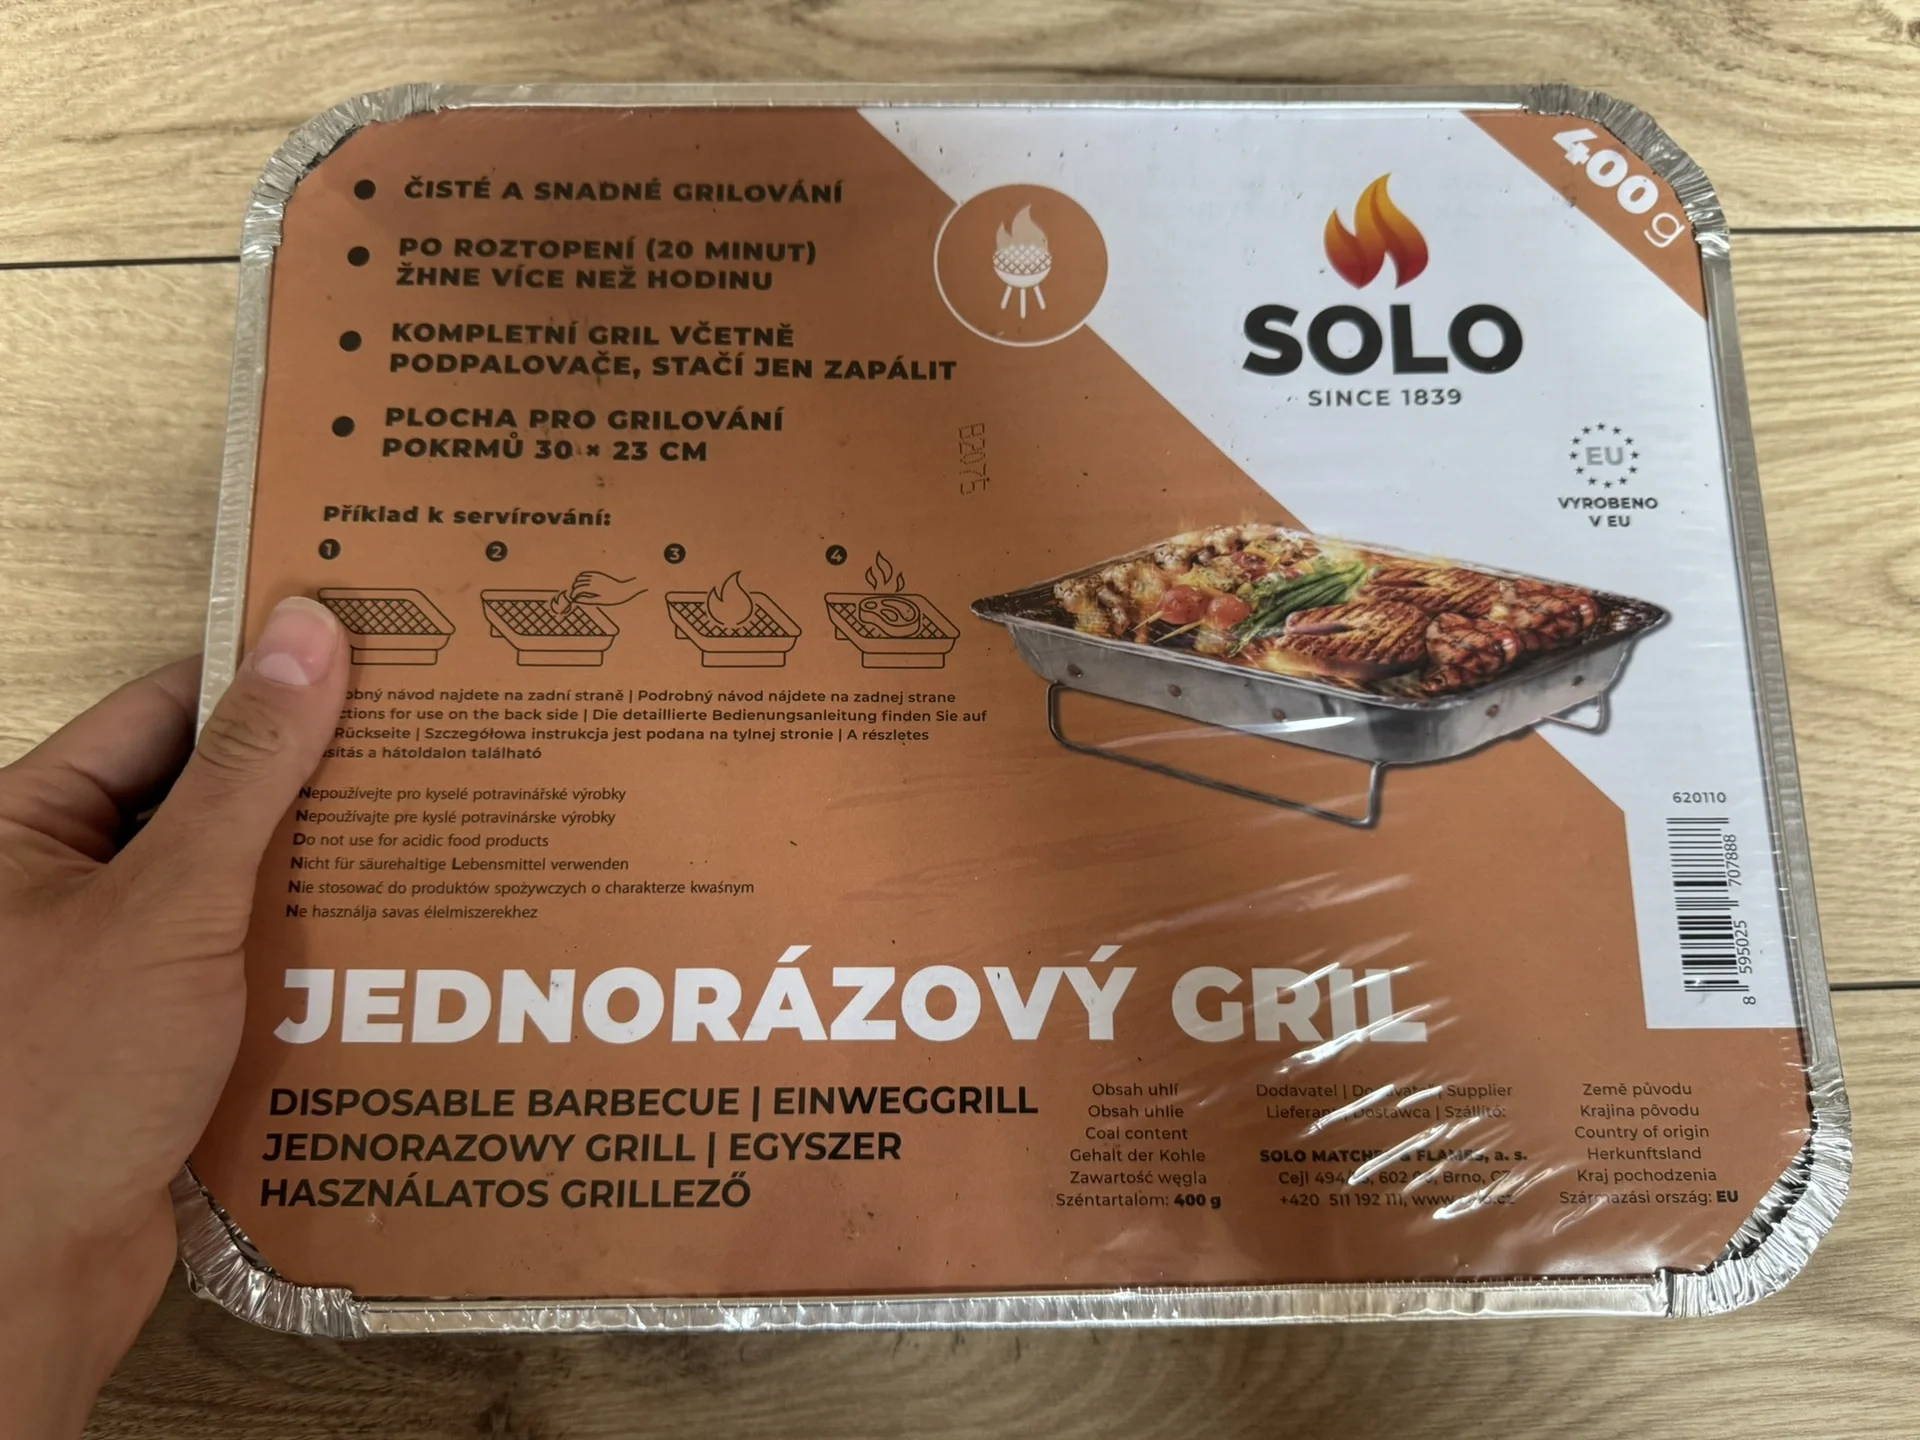 ČISTÉ A SNADNÉ GRILOVÁNÍ
PO ROZTOPENÍ (20 MINUT)
ŽHNE VÍCE NEŽ HODINU
KOMPLETNÍ GRIL VČETNĚ
PODPALOVAČE, STAČÍ JEN ZAPÁLIT
PLOCHA PRO GRILOVÁNÍ
POKRMŮ 30 × 23 CM
B2075
400 g
SOLO
SINCE 1839
EU
VYROBENO
V EU
Příklad k servírování:
1 2 3 4
návod najdete na zadní straně | Podrobný návod nájdete na zadnej strane
for use on the back side | Die detaillierte Bedienungsanleitung finden Sie auf
Rückseite | Szczegółowa instrukcja jest podana na tylnej stronie | A részletes
a hátoldalon található
Nepoužívejte pro kyselé potravinářské výrobky
Nepoužívajte pre kyslé potravinárske výrobky
Do not use for acidic food products
Nicht für säurehaltige Lebensmittel verwenden
Nie stosować do produktów spożywczych o charakterze kwaśnym
Ne használja savas élelmiszerekhez
620110
8 595025 707888
JEDNORÁZOVÝ GRIL
DISPOSABLE BARBECUE | EINWEGGRILL
JEDNORAZOWY GRILL | EGYSZER
HASZNÁLATOS GRILLEZŐ
Obsah uhlí
Obsah uhlie
Coal content
Gehalt der Kohle
Zawartość węgla
Széntartalom: 400 g
Dodavatel | | Supplier
| Dostawca | Szállító:
SOLO MATCHES & FLAMES, a. s.
Cejl 602 Brno,
+420 511 192 111,
Země původu
Krajina pôvodu
Country of origin
Herkunftsland
Kraj pochodzenia
Származási ország: EU